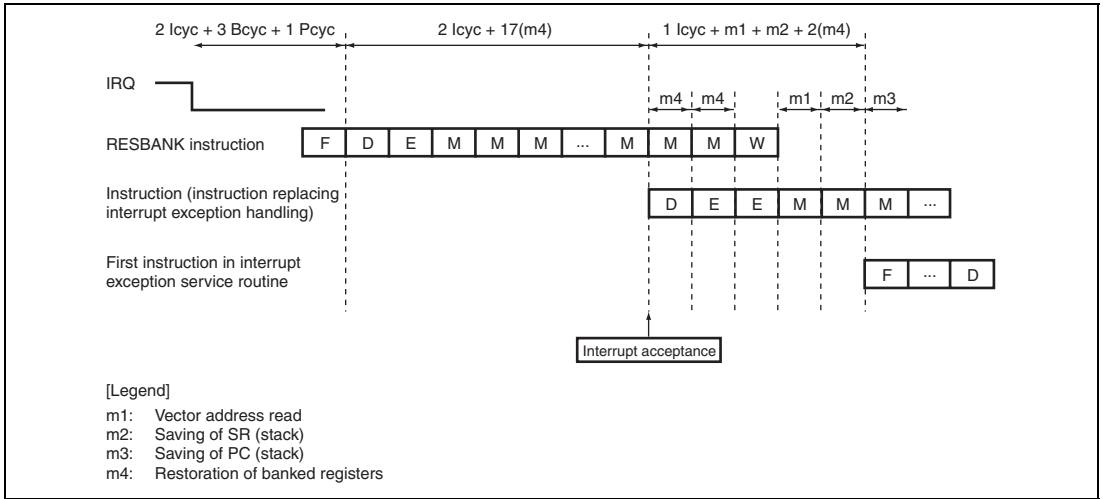 2 Icyc + 3 Bcyc + 1 Pcyc
2 Icyc + 17(m4)
1 Icyc + m1 + m2 + 2(m4)
IRQ
m4 m4 m1 m2 m3
RESBANK instruction
F D E M M M ... M M M W
Instruction (instruction replacing
interrupt exception handling)
D E E M M M ...
First instruction in interrupt
exception service routine
F ... D
Interrupt acceptance
[Legend]
m1: Vector address read
m2: Saving of SR (stack)
m3: Saving of PC (stack)
m4: Restoration of banked registers